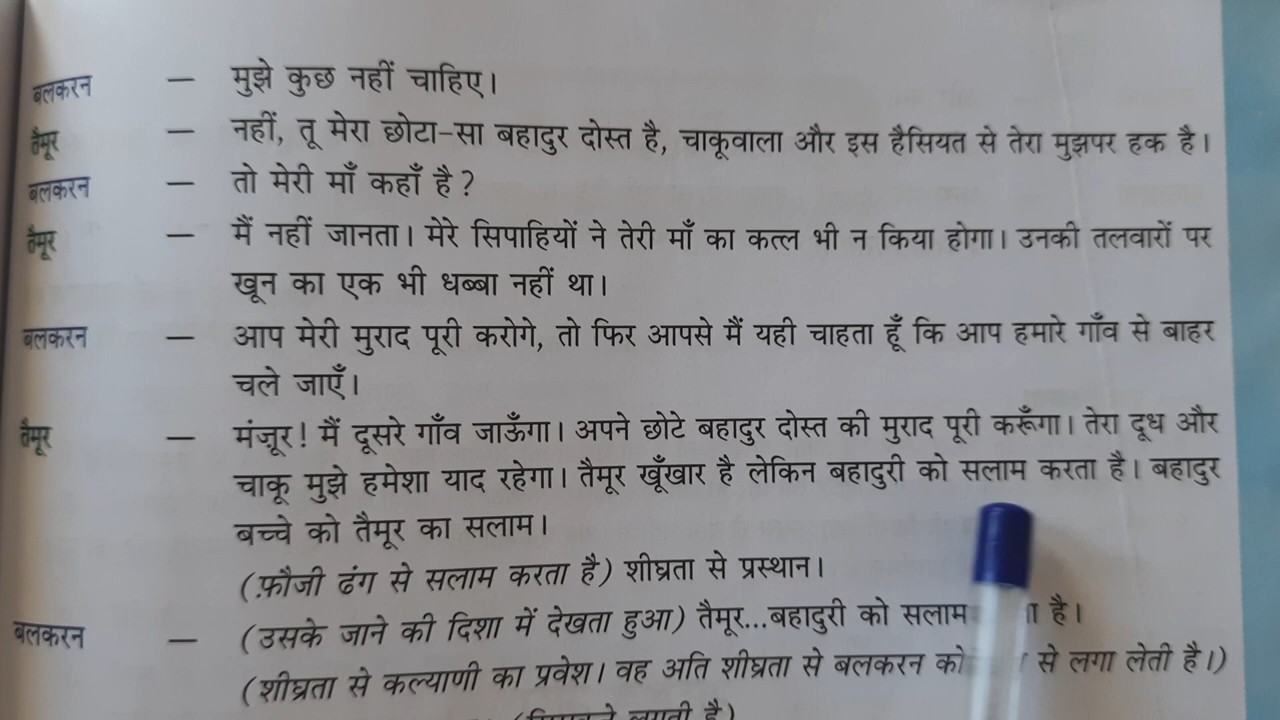 बलकरन — मुझे कुछ नहीं चाहिए।
तैमूर — नहीं, तू मेरा छोटा-सा बहादुर दोस्त है, चाकूवाला और इस हैसियत से तेरा मुझपर हक है।
बलकरन — तो मेरी माँ कहाँ है?
तैमूर — मैं नहीं जानता। मेरे सिपाहियों ने तेरी माँ का कत्ल भी न किया होगा। उनकी तलवारों पर
खून का एक भी धब्बा नहीं था।
बलकरन — आप मेरी मुराद पूरी करोगे, तो फिर आपसे मैं यही चाहता हूँ कि आप हमारे गाँव से बाहर
चले जाएँ।
तैमूर — मंजूर! मैं दूसरे गाँव जाऊँगा। अपने छोटे बहादुर दोस्त की मुराद पूरी करूँगा। तेरा दूध और
चाकू मुझे हमेशा याद रहेगा। तैमूर खूँखार है लेकिन बहादुरी को सलाम करता है। बहादुर
बच्चे को तैमूर का सलाम।
(फ़ौजी ढंग से सलाम करता है) शीघ्रता से प्रस्थान।
बलकरन — (उसके जाने की दिशा में देखता हुआ) तैमूर...बहादुरी को सलाम है।
(शीघ्रता से कल्याणी का प्रवेश। वह अति शीघ्रता से बलकरन को से लगा लेती है।)